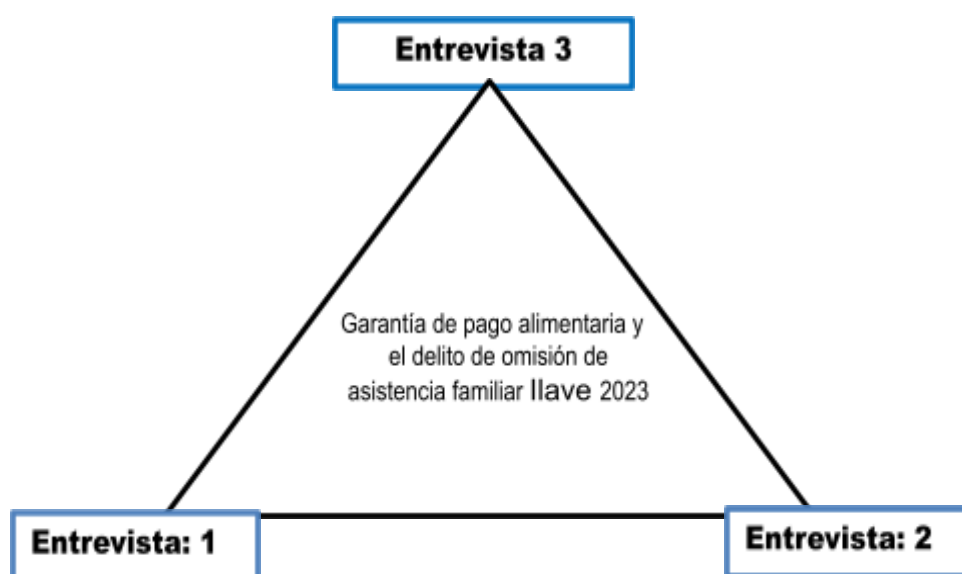 Entrevista 3
Garantía de pago alimentaria y
el delito de omisión de
asistencia familiar Ilave 2023
Entrevista: 1
Entrevista: 2